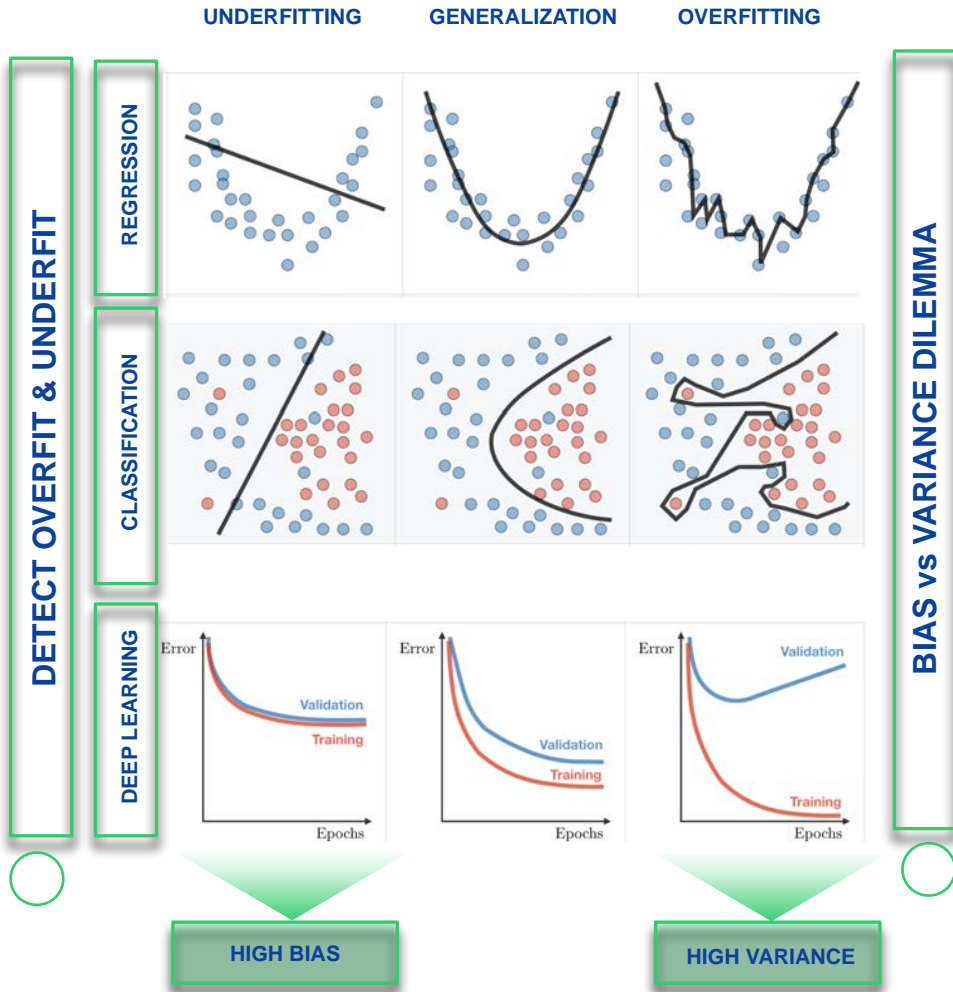 UNDERFITTING
GENERALIZATION
OVERFITTING
DETECT OVERFIT & UNDERFIT
REGRESSION
CLASSIFICATION
DEEP LEARNING
BIAS vs VARIANCE DILEMMA
Error
Validation
Training
Epochs
Error
Validation
Training
Epochs
Error
Validation
Training
Epochs
HIGH BIAS
HIGH VARIANCE